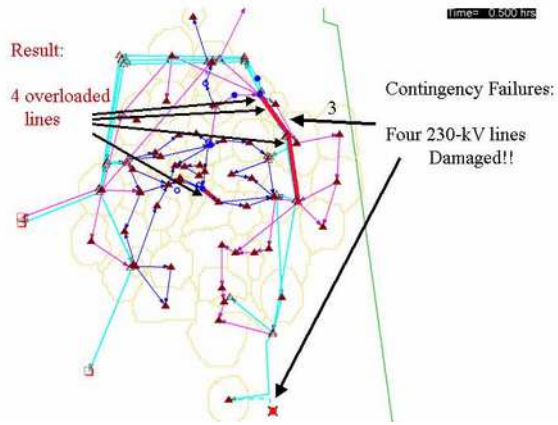 Time= 0.500 hrs
Result:
4 overloaded
lines
3
Contingency Failures:
Four 230-kV lines
Damaged!!